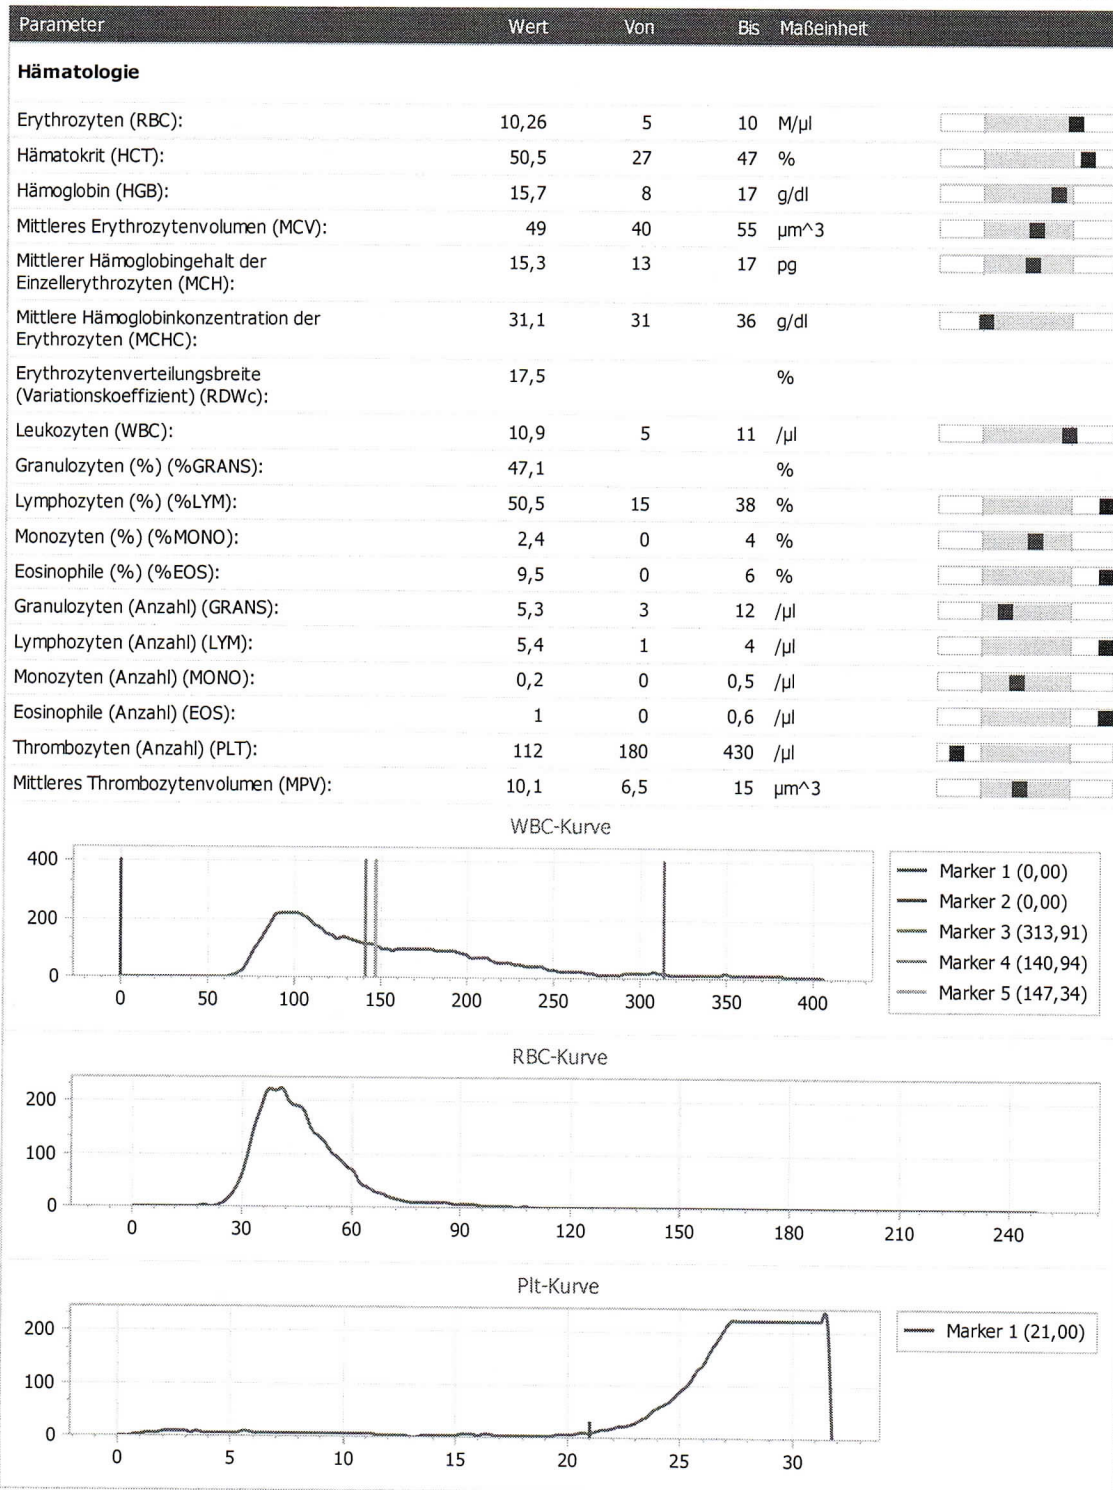 Parameter Wert Von Bis Maßeinheit
Hämatologie
Erythrozyten (RBC): 10,26 5 10 M/µl
Hämatokrit (HCT): 50,5 27 47 %
Hämoglobin (HGB): 15,7 8 17 g/dl
Mittleres Erythrozytenvolumen (MCV): 49 40 55 µm^3
Mittlerer Hämoglobingehalt der
Einzellerythrozyten (MCH): 15,3 13 17 pg
Mittlere Hämoglobinkonzentration der
Erythrozyten (MCHC): 31,1 31 36 g/dl
Erythrozytenverteilungsbreite
(Variationskoeffizient) (RDWc): 17,5 %
Leukozyten (WBC): 10,9 5 11 /µl
Granulozyten (%) (%GRANS): 47,1 %
Lymphozyten (%) (%LYM): 50,5 15 38 %
Monozyten (%) (%MONO): 2,4 0 4 %
Eosinophile (%) (%EOS): 9,5 0 6 %
Granulozyten (Anzahl) (GRANS): 5,3 3 12 /µl
Lymphozyten (Anzahl) (LYM): 5,4 1 4 /µl
Monozyten (Anzahl) (MONO): 0,2 0 0,5 /µl
Eosinophile (Anzahl) (EOS): 1 0 0,6 /µl
Thrombozyten (Anzahl) (PLT): 112 180 430 /µl
Mittleres Thrombozytenvolumen (MPV): 10,1 6,5 15 µm^3
WBC-Kurve
400
200
0
0 50 100 150 200 250 300 350 400
Marker 1 (0,00)
Marker 2 (0,00)
Marker 3 (313,91)
Marker 4 (140,94)
Marker 5 (147,34)
RBC-Kurve
200
100
0
0 30 60 90 120 150 180 210 240
Plt-Kurve
200
100
0
0 5 10 15 20 25 30
Marker 1 (21,00)